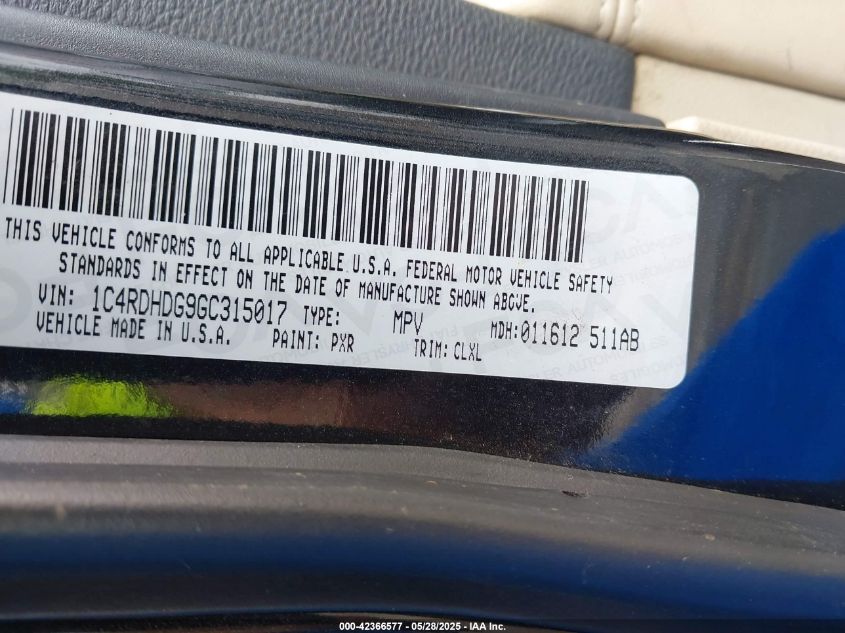 THIS VEHICLE CONFORMS TO ALL APPLICABLE U.S.A. FEDERAL MOTOR VEHICLE SAFETY
STANDARDS IN EFFECT ON THE DATE OF MANUFACTURE SHOWN ABOVE.
VIN: 1C4RDHDG9GC315017 TYPE: MPV MDH:011612 511AB
VEHICLE MADE IN U.S.A. PAINT: PXR TRIM:CLXL
000-42366577 — 05/28/2025 — IAA Inc.